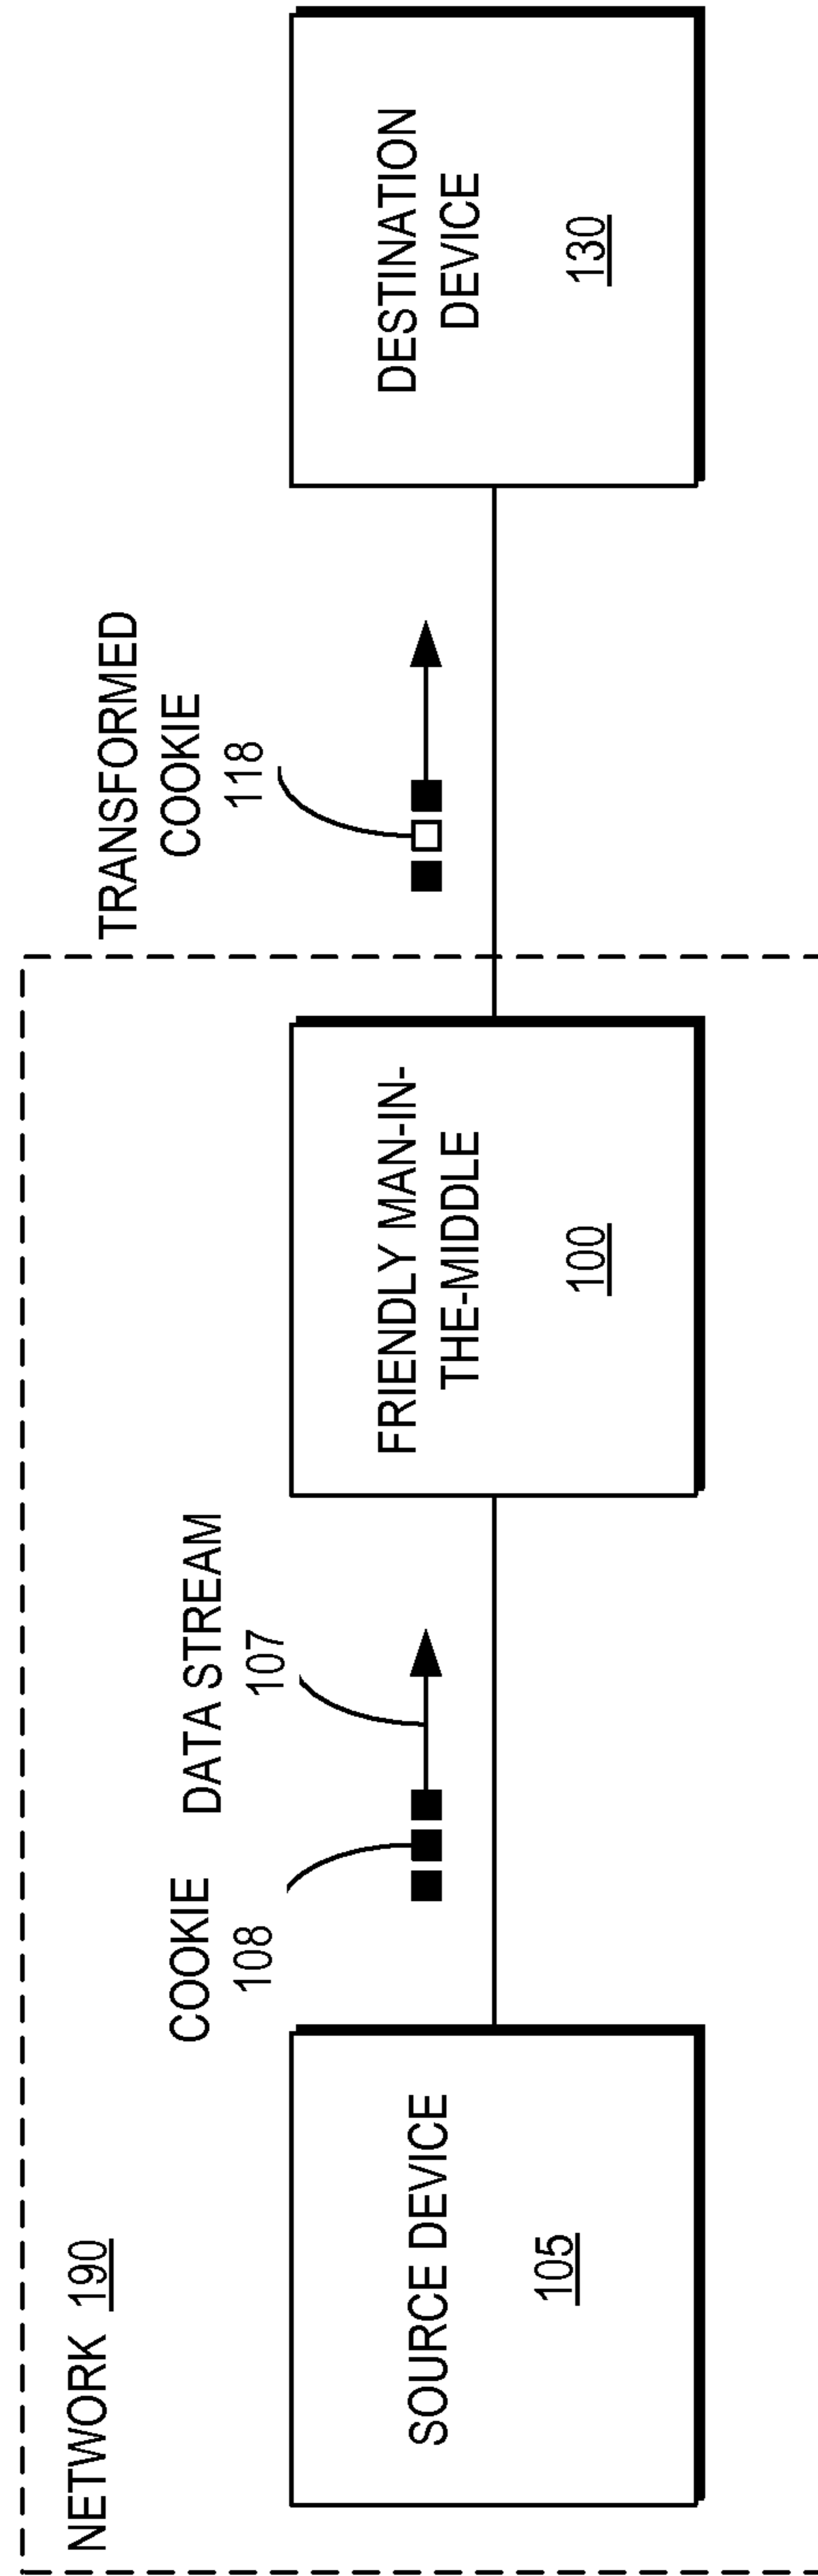 NETWORK 190
SOURCE DEVICE
105
COOKIE
108
DATA STREAM
107
FRIENDLY MAN-IN-
THE-MIDDLE
100
TRANSFORMED
COOKIE
118
DESTINATION
DEVICE
130